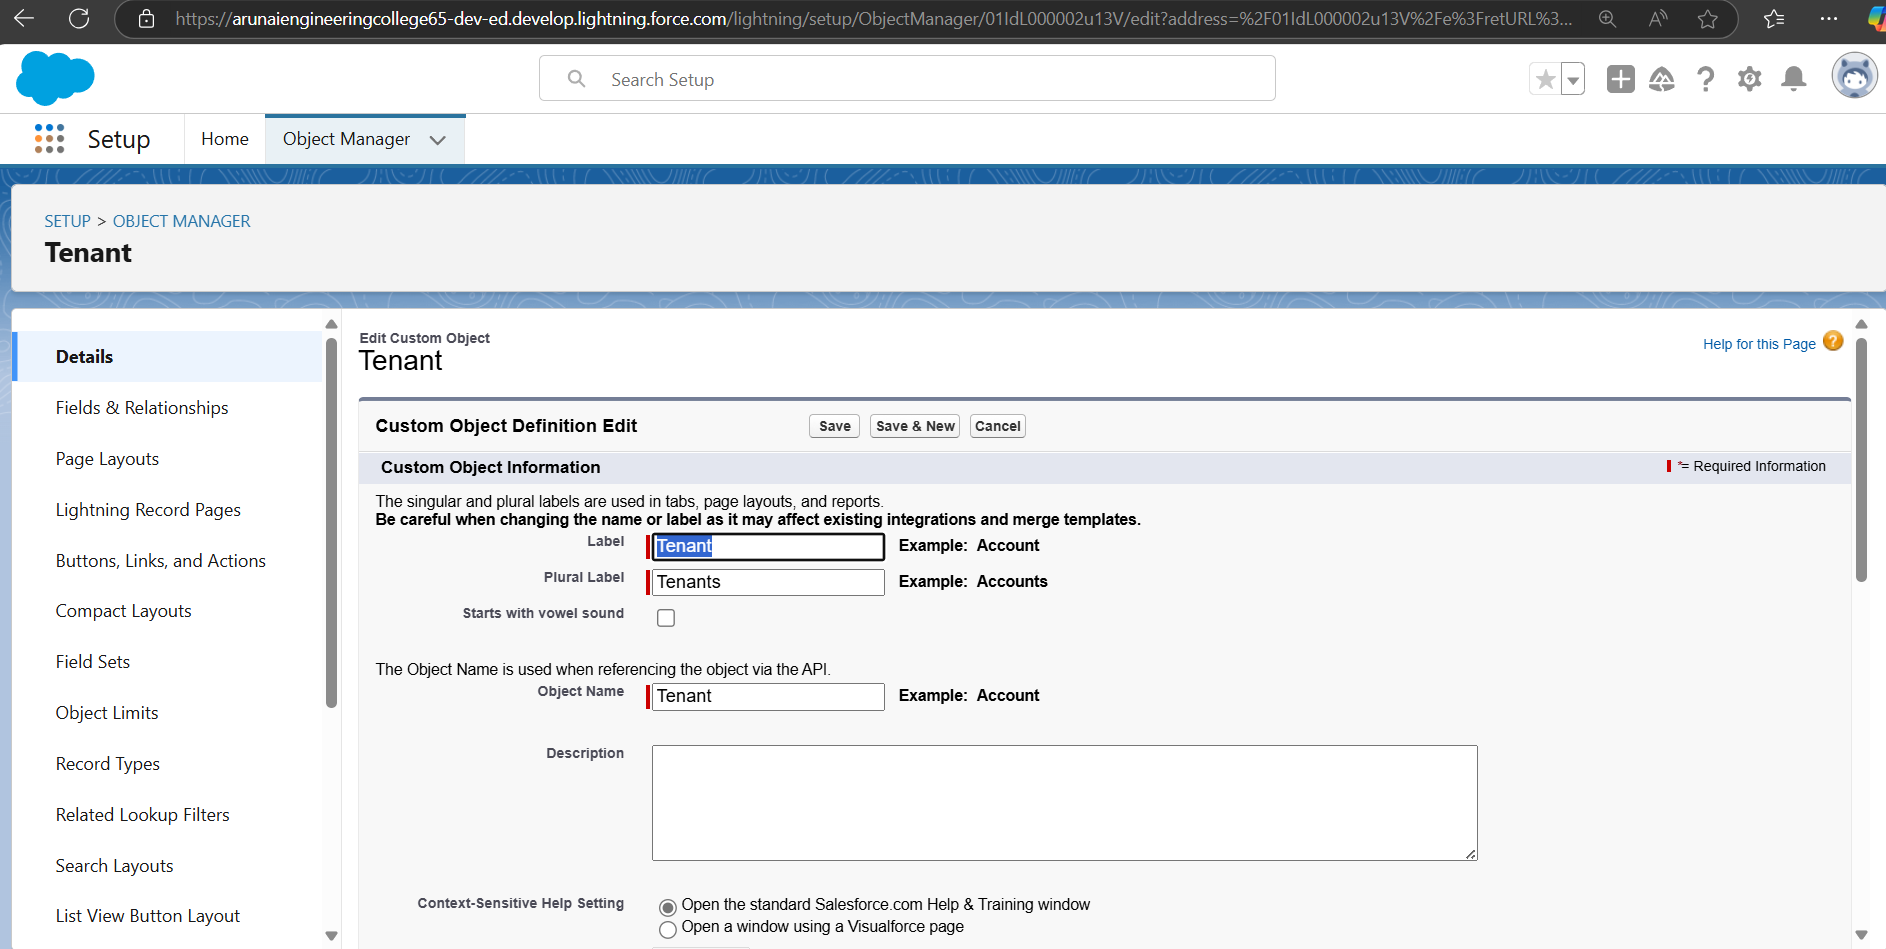 https://arunaiengineeringcollege65-dev-ed.develop.lightning.force.com/lightning/setup/ObjectManager/01IdL000002u13V/edit?address=%2F01IdL000002u13V%2Fe%3FretURL%3...
Search Setup
Setup
Home
Object Manager
SETUP > OBJECT MANAGER
Tenant
Details
Fields & Relationships
Page Layouts
Lightning Record Pages
Buttons, Links, and Actions
Compact Layouts
Field Sets
Object Limits
Record Types
Related Lookup Filters
Search Layouts
List View Button Layout
Edit Custom Object
Tenant
Help for this Page ?
Custom Object Definition Edit
Save
Save & New
Cancel
Custom Object Information
*= Required Information
The singular and plural labels are used in tabs, page layouts, and reports.
Be careful when changing the name or label as it may affect existing integrations and merge templates.
Label Tenant Example: Account
Plural Label Tenants Example: Accounts
Starts with vowel sound
The Object Name is used when referencing the object via the API.
Object Name Tenant Example: Account
Description
Context-Sensitive Help Setting
Open the standard Salesforce.com Help & Training window
Open a window using a Visualforce page